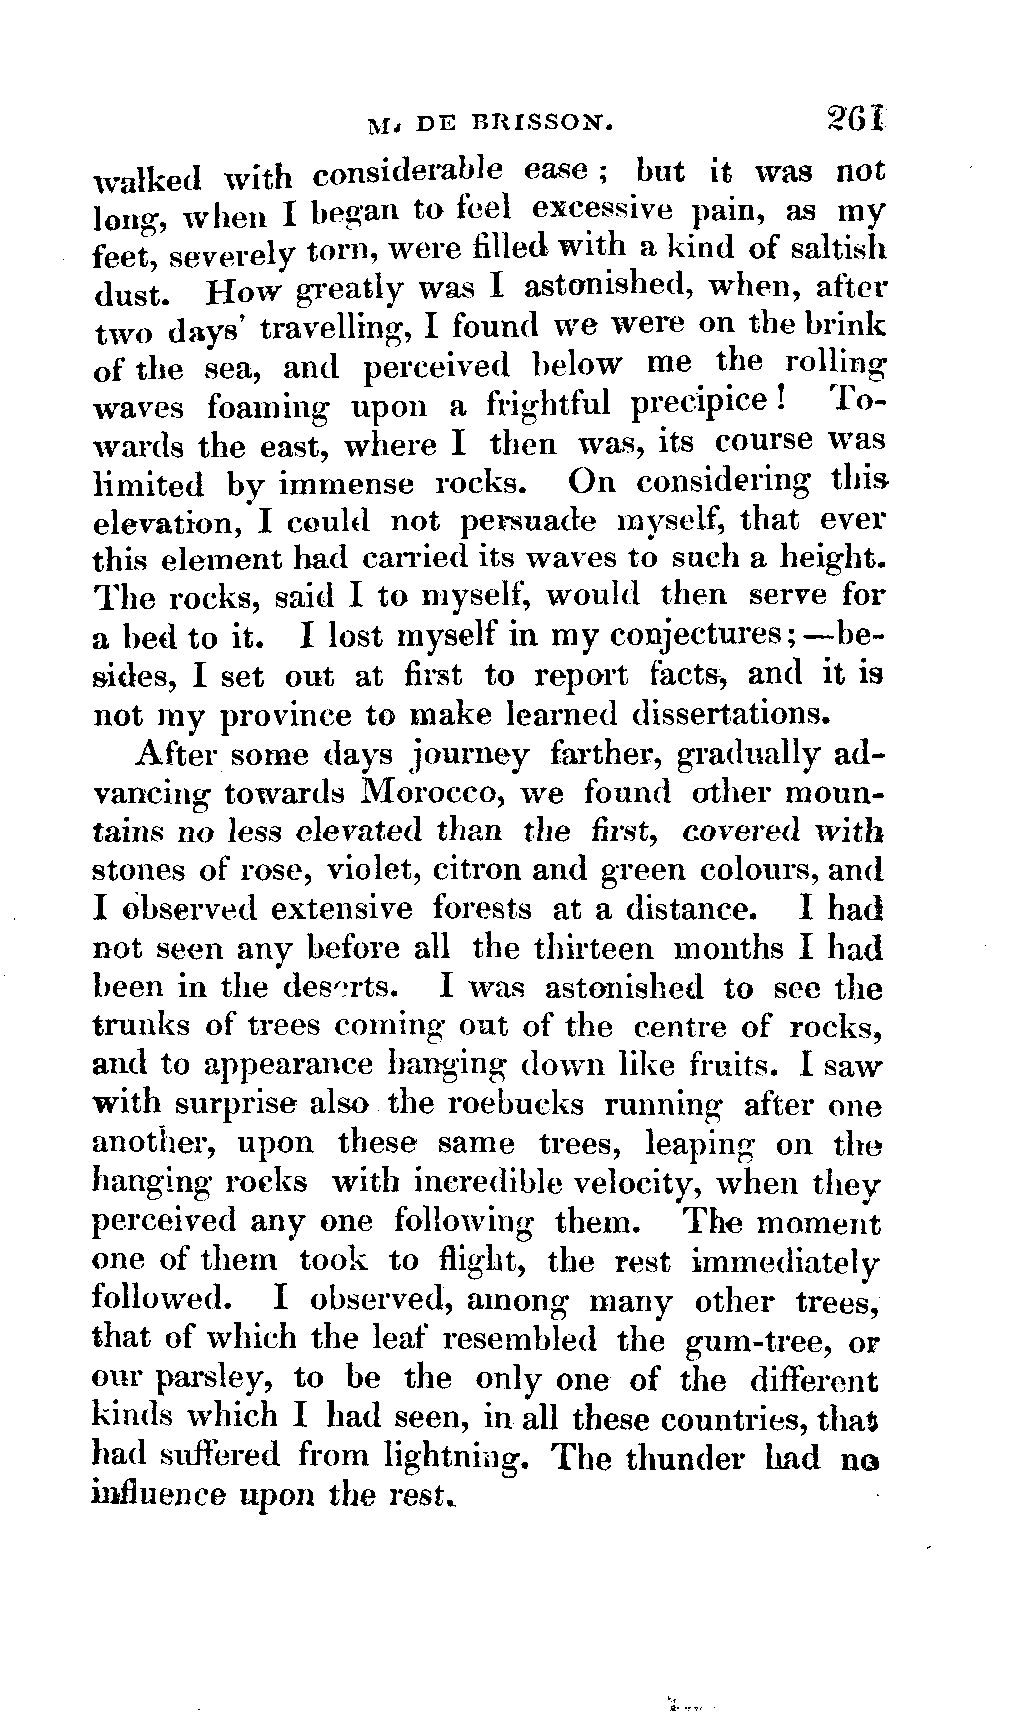 M. DE BRISSON. 261
walked with considerable ease ; but it was not
long, when I began to feel excessive pain, as my
feet, severely torn, were filled with a kind of saltish
dust. How greatly was I astonished, when, after
two days' travelling, I found we were on the brink
of the sea, and perceived below me the rolling
waves foaming upon a frightful precipice ! To-
wards the east, where I then was, its course was
limited by immense rocks. On considering this
elevation, I could not persuade myself, that ever
this element had carried its waves to such a height.
The rocks, said I to myself, would then serve for
a bed to it. I lost myself in my conjectures ;—be-
sides, I set out at first to report facts, and it is
not my province to make learned dissertations.
After some days journey farther, gradually ad-
vancing towards Morocco, we found other moun-
tains no less elevated than the first, covered with
stones of rose, violet, citron and green colours, and
I observed extensive forests at a distance. I had
not seen any before all the thirteen months I had
been in the deserts. I was astonished to see the
trunks of trees coming out of the centre of rocks,
and to appearance hanging down like fruits. I saw
with surprise also the roebucks running after one
another, upon these same trees, leaping on the
hanging rocks with incredible velocity, when they
perceived any one following them. The moment
one of them took to flight, the rest immediately
followed. I observed, among many other trees,
that of which the leaf resembled the gum-tree, or
our parsley, to be the only one of the different
kinds which I had seen, in all these countries, that
had suffered from lightning. The thunder had no
influence upon the rest.